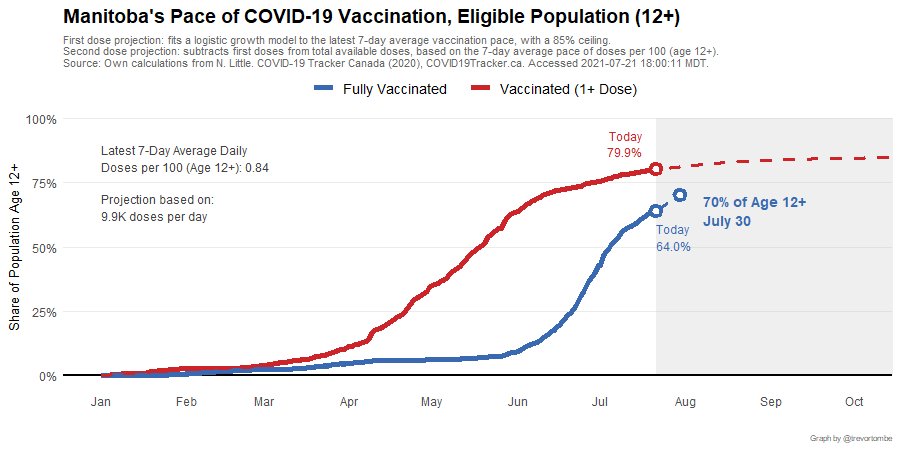 Manitoba's Pace of COVID-19 Vaccination, Eligible Population (12+)
First dose projection: fits a logistic growth model to the latest 7-day average vaccination pace, with a 85% ceiling.
Second dose projection: subtracts first doses from total available doses, based on the 7-day average pace of doses per 100 (age 12+).
Source: Own calculations from N. Little. COVID-19 Tracker Canada (2020), COVID19Tracker.ca. Accessed 2021-07-21 18:00:11 MDT.
Fully Vaccinated
Vaccinated (1+ Dose)
Share of Population Age 12+
100%
75%
50%
25%
0%
Latest 7-Day Average Daily
Doses per 100 (Age 12+): 0.84
Projection based on:
9.9K doses per day
Today
79.9%
70% of Age 12+
July 30
Today
64.0%
Jan
Feb
Mar
Apr
May
Jun
Jul
Aug
Sep
Oct
Graph by @trevortombe